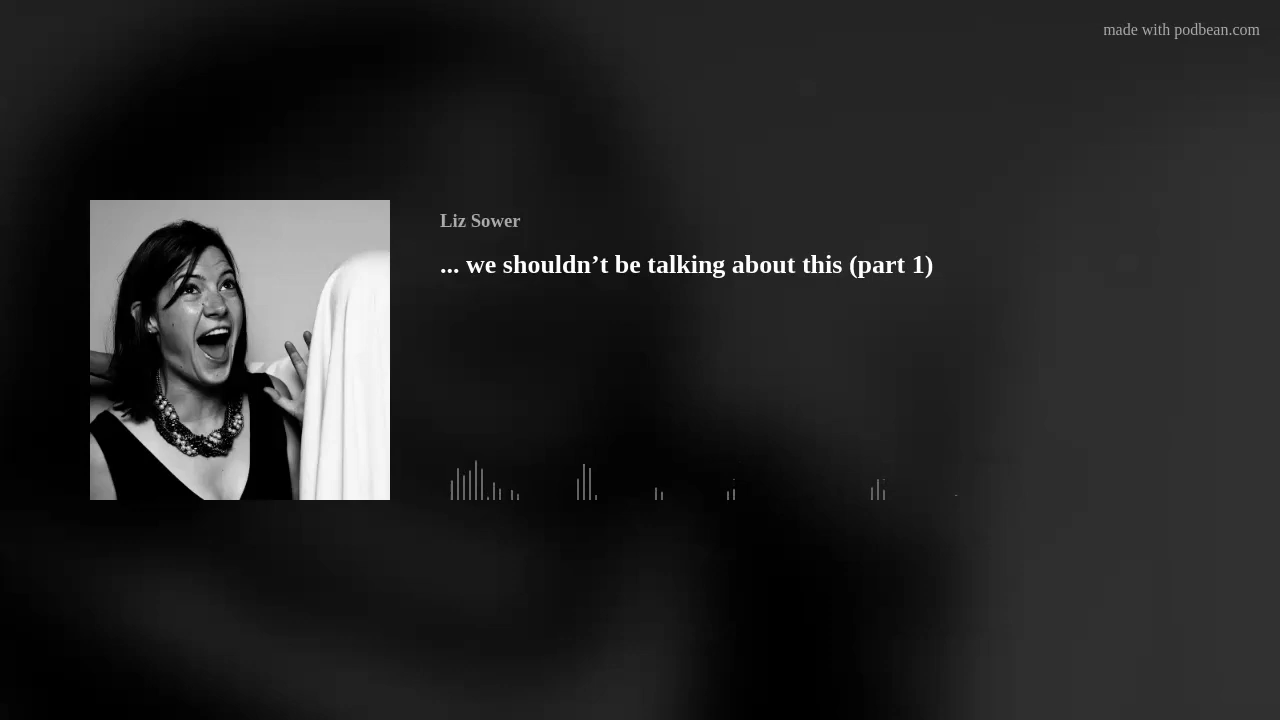 made with podbean.com
Liz Sower
... we shouldn’t be talking about this (part 1)